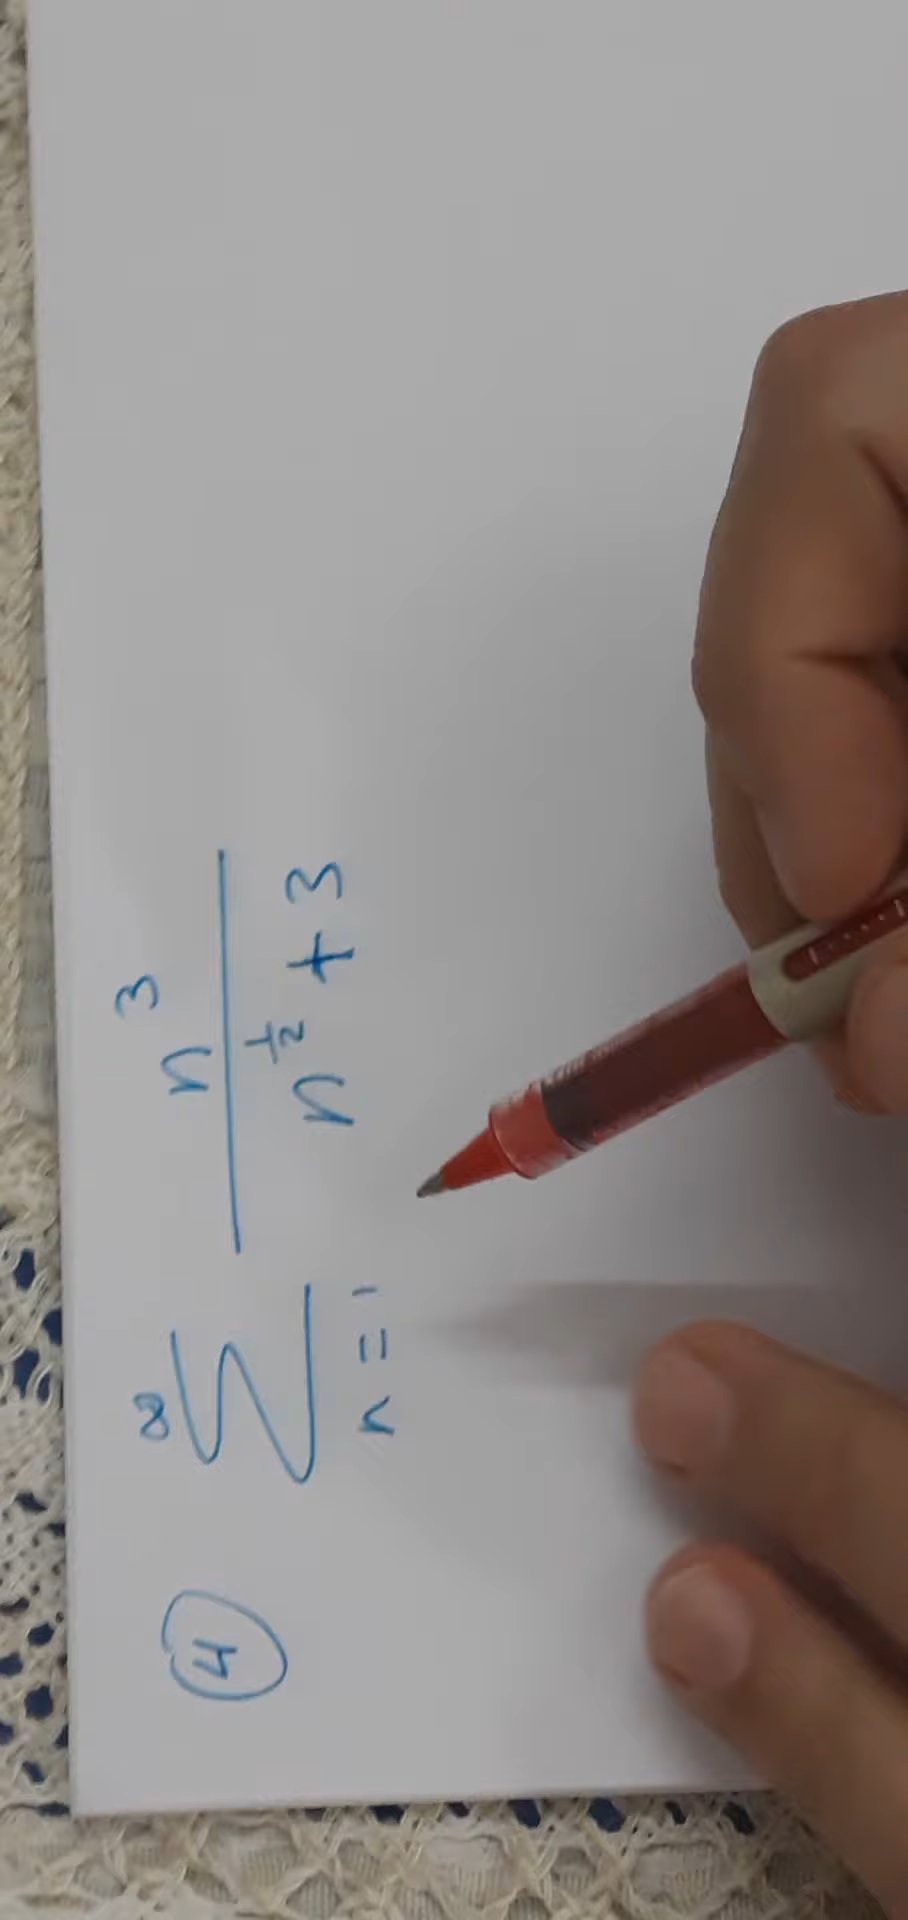 ④ ∞
∑ n³ / (n^½ + 3)
n = 1